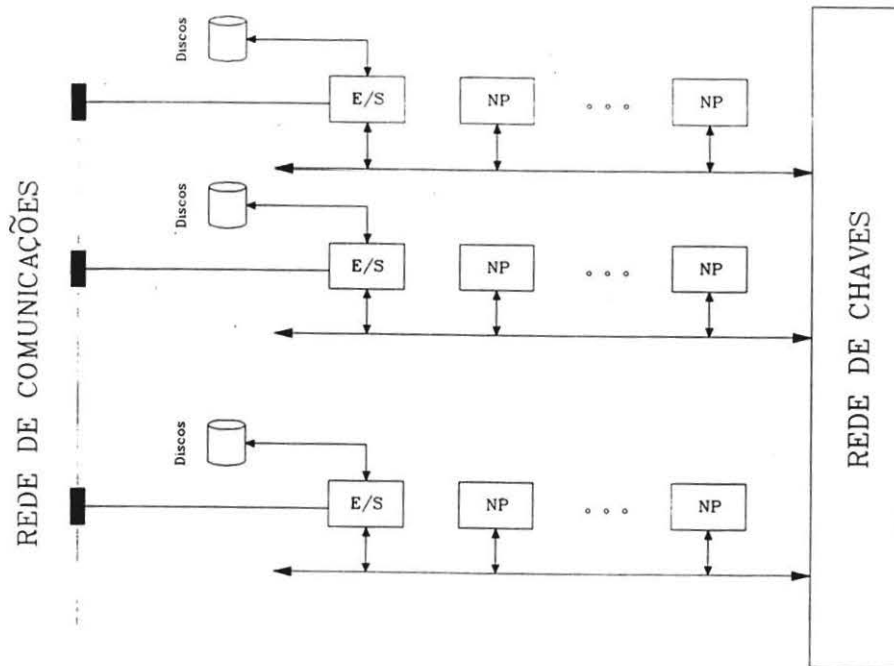 REDE DE COMUNICAÇÕES
Discos
E/S
NP
NP
Discos
E/S
NP
NP
Discos
E/S
NP
NP
REDE DE CHAVES